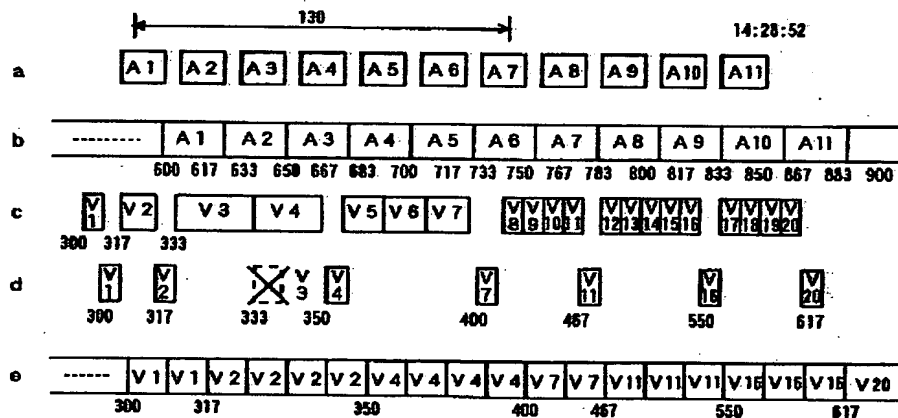 130
14:28:52
a A1 A2 A3 A4 A5 A6 A7 A8 A9 A10 A11
b --------- A1 A2 A3 A4 A5 A6 A7 A8 A9 A10 A11
600 617 633 650 667 683 700 717 733 750 767 783 800 817 833 850 867 883 900
c V1 V2 V3 V4 V5 V6 V7 V8 V9 V10 V11 V12 V13 V14 V15 V16 V17 V18 V19 V20
300 317 333
d V1 V2 V3 V4 V7 V11 V16 V20
300 317 333 350 400 467 550 617
e ------ V1 V1 V2 V2 V2 V2 V4 V4 V4 V4 V7 V7 V11 V11 V11 V16 V16 V16 V20
300 317 350 400 467 550 617